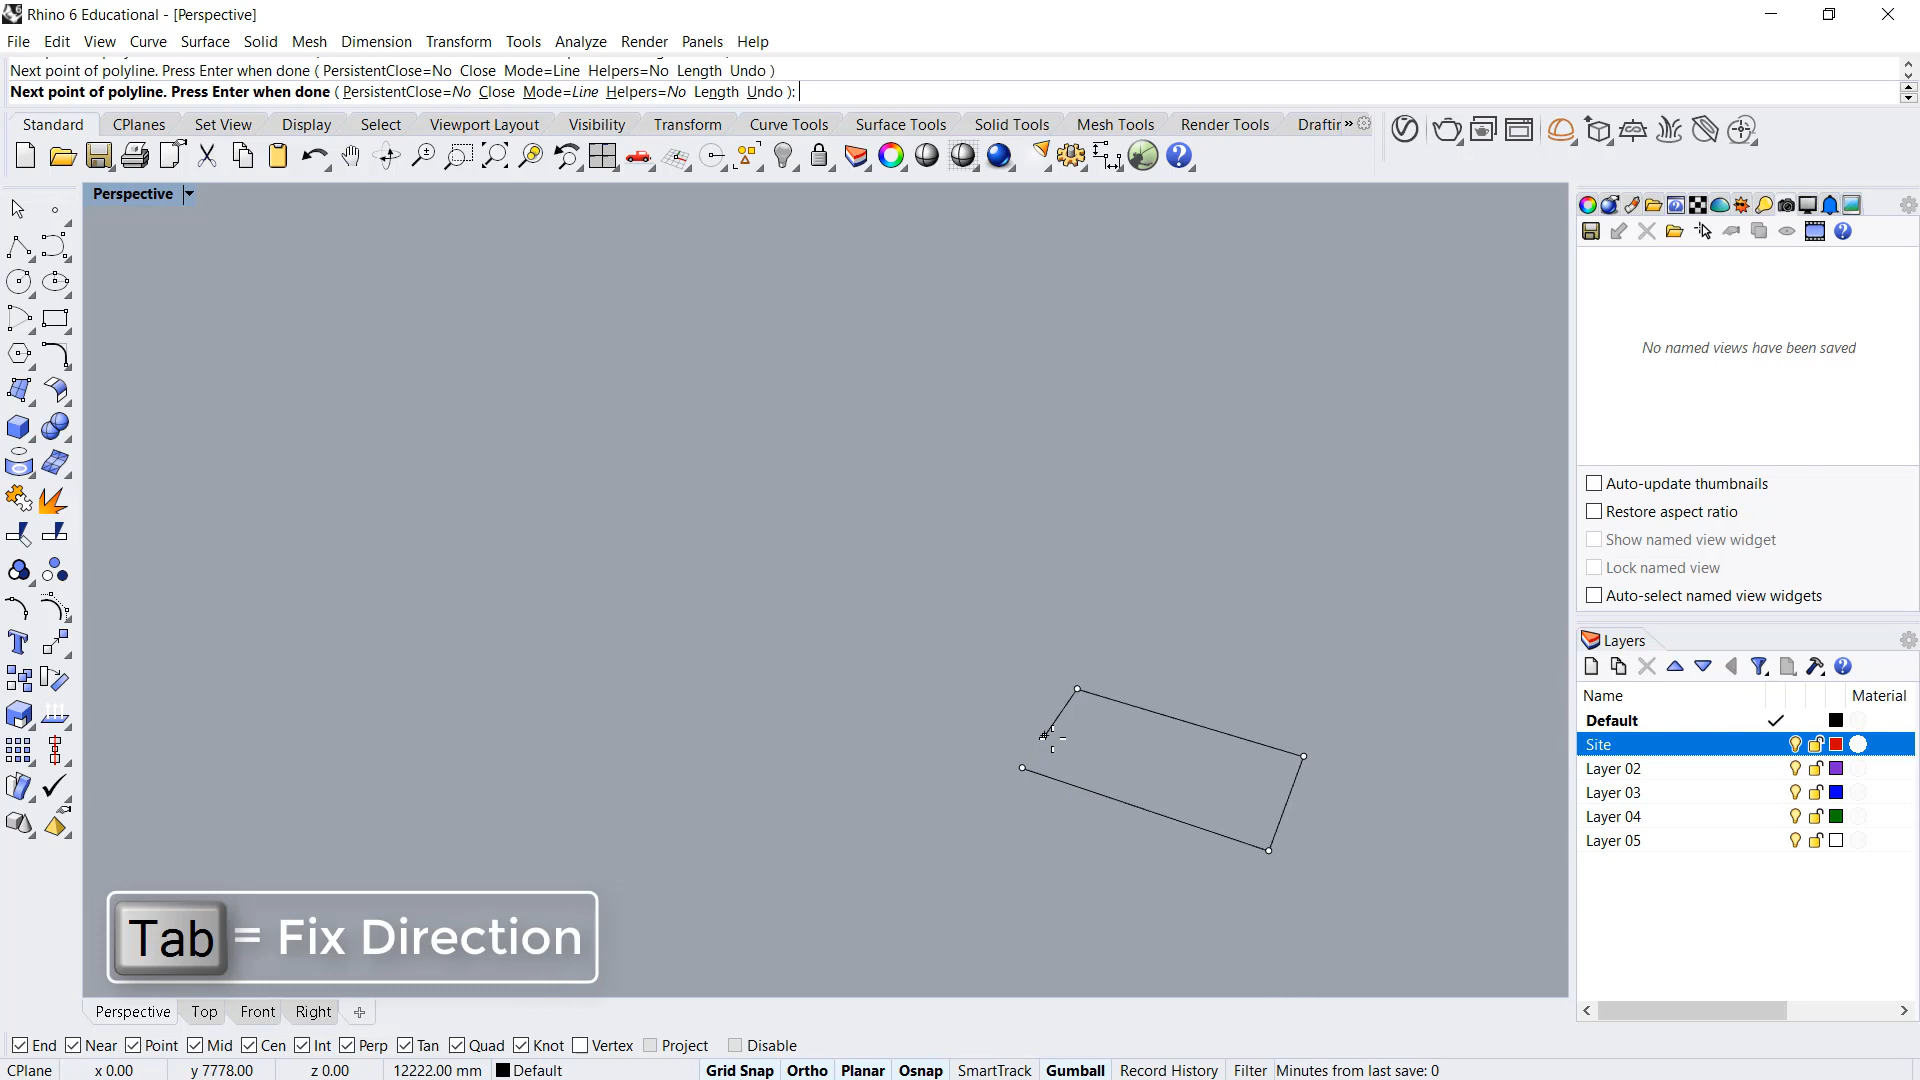 Rhino 6 Educational - [Perspective]
File Edit View Curve Surface Solid Mesh Dimension Transform Tools Analyze Render Panels Help
Next point of polyline. Press Enter when done ( PersistentClose=No Close Mode=Line Helpers=No Length Undo )
Next point of polyline. Press Enter when done ( PersistentClose=No Close Mode=Line Helpers=No Length Undo ):
Standard CPlanes Set View Display Select Viewport Layout Visibility Transform Curve Tools Surface Tools Solid Tools Mesh Tools Render Tools Draftin »
Perspective
No named views have been saved
Auto-update thumbnails
Restore aspect ratio
Show named view widget
Lock named view
Auto-select named view widgets
Layers
Name Material
Default
Site
Layer 02
Layer 03
Layer 04
Layer 05
Tab = Fix Direction
Perspective Top Front Right
End Near Point Mid Cen Int Perp Tan Quad Knot Vertex Project Disable
CPlane x 0.00 y 7778.00 z 0.00 12222.00 mm Default Grid Snap Ortho Planar Osnap SmartTrack Gumball Record History Filter Minutes from last save: 0